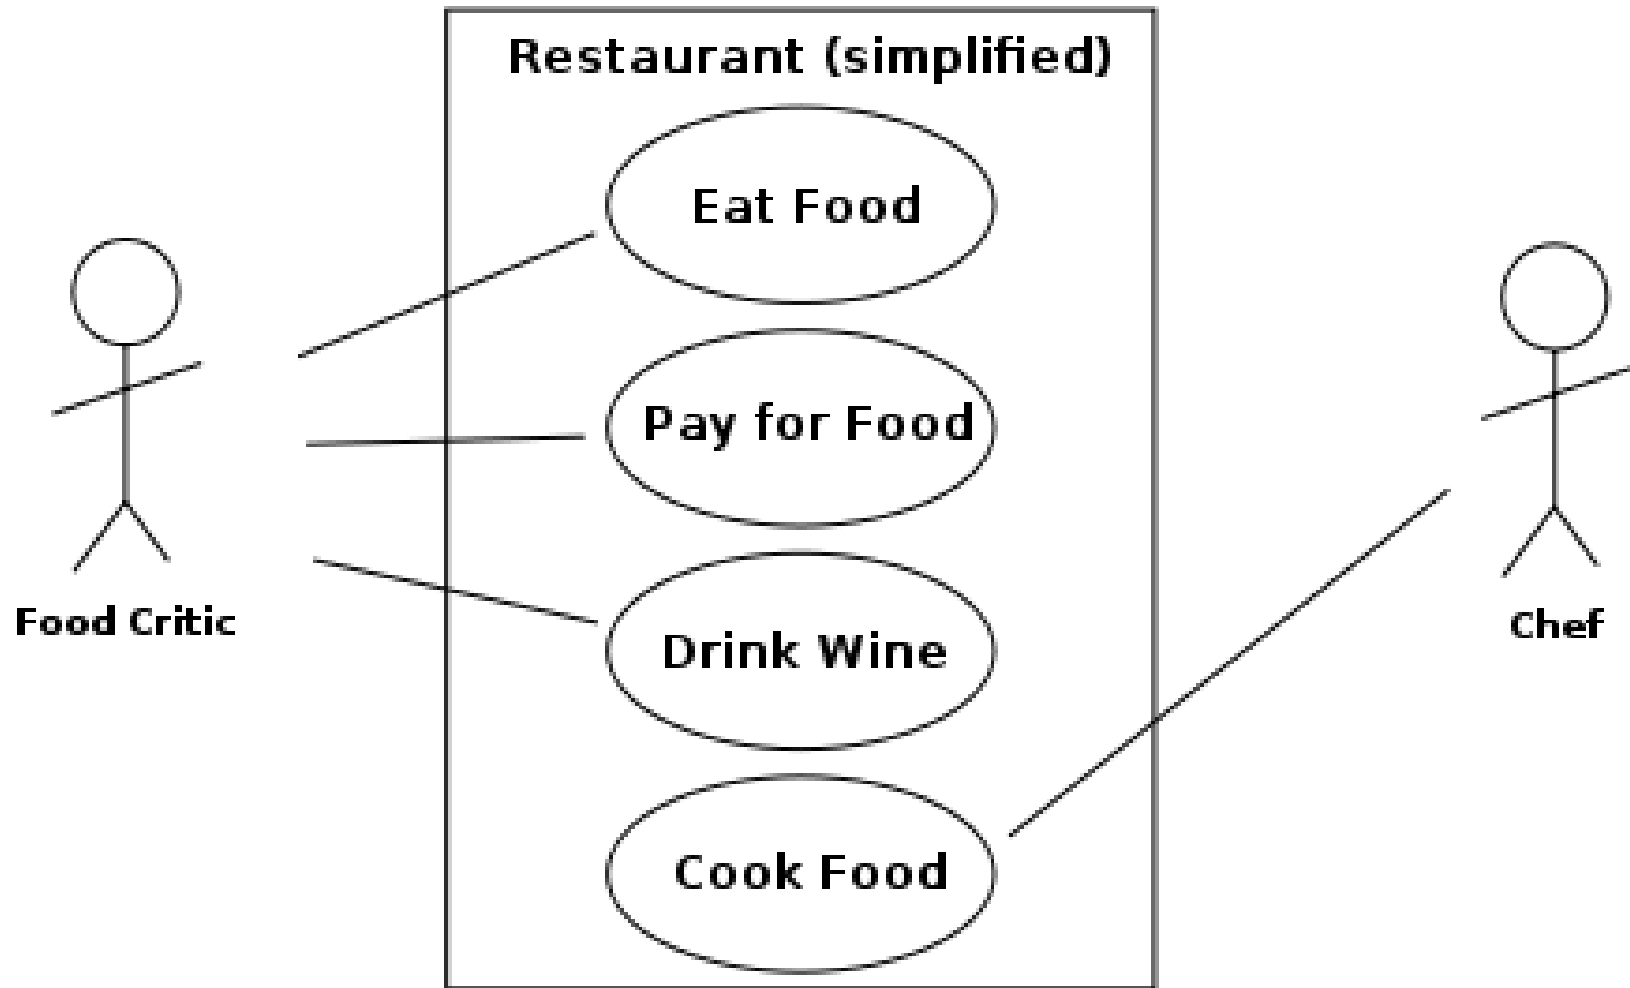 Restaurant (simplified)
Eat Food
Pay for Food
Drink Wine
Cook Food
Food Critic
Chef